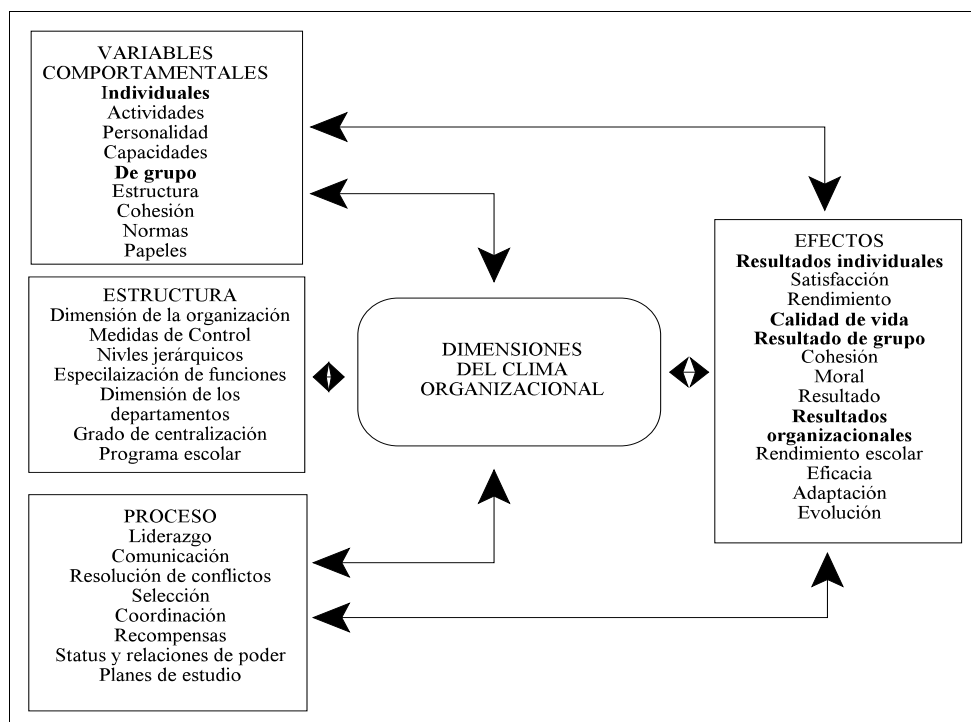 VARIABLES
COMPORTAMENTALES
Individuales
Actividades
Personalidad
Capacidades
De grupo
Estructura
Cohesión
Normas
Papeles
ESTRUCTURA
Dimensión de la organización
Medidas de Control
Nivles jerárquicos
Especilaización de funciones
Dimensión de los
departamentos
Grado de centralización
Programa escolar
PROCESO
Liderazgo
Comunicación
Resolución de conflictos
Selección
Coordinación
Recompensas
Status y relaciones de poder
Planes de estudio
DIMENSIONES
DEL CLIMA
ORGANIZACIONAL
EFECTOS
Resultados individuales
Satisfacción
Rendimiento
Calidad de vida
Resultado de grupo
Cohesión
Moral
Resultado
Resultados
organizacionales
Rendimiento escolar
Eficacia
Adaptación
Evolución